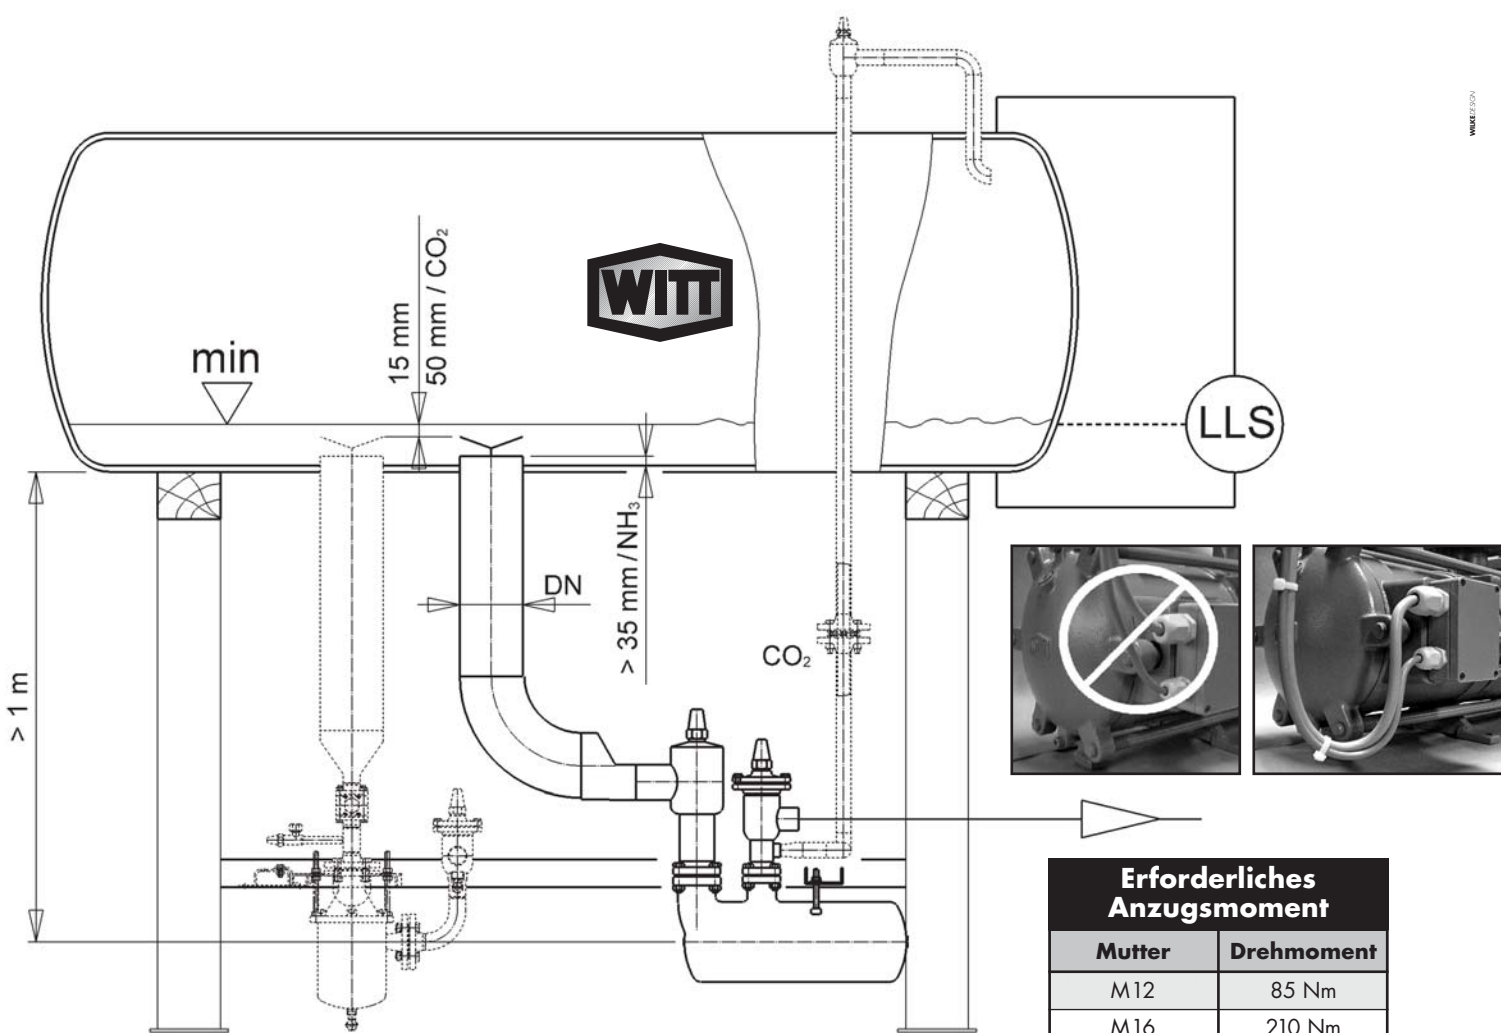 WILKEDESIGN
15 mm
50 mm / CO₂
WITT
min
LLS
> 35 mm / NH₃
DN
CO₂
> 1 m
Erforderliches
Anzugsmoment
Mutter Drehmoment
M12 85 Nm
M16 210 Nm